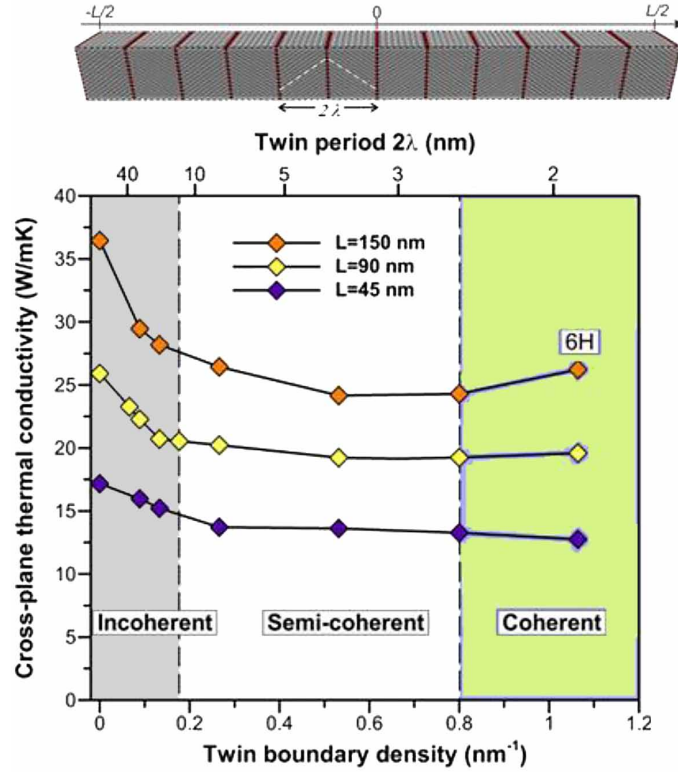 -L/2 0 L/2
2 λ
Twin period 2λ (nm)
40 10 5 3 2
40
35
30
25
20
15
10
5
0
Cross-plane thermal conductivity (W/mK)
L=150 nm
L=90 nm
L=45 nm
6H
Incoherent Semi-coherent Coherent
0 0.2 0.4 0.6 0.8 1 1.2
Twin boundary density (nm⁻¹)